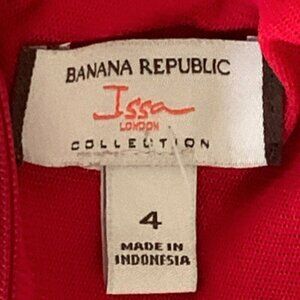 BANANA REPUBLIC
Issa
LONDON
COLLECTION
4
MADE IN
INDONESIA